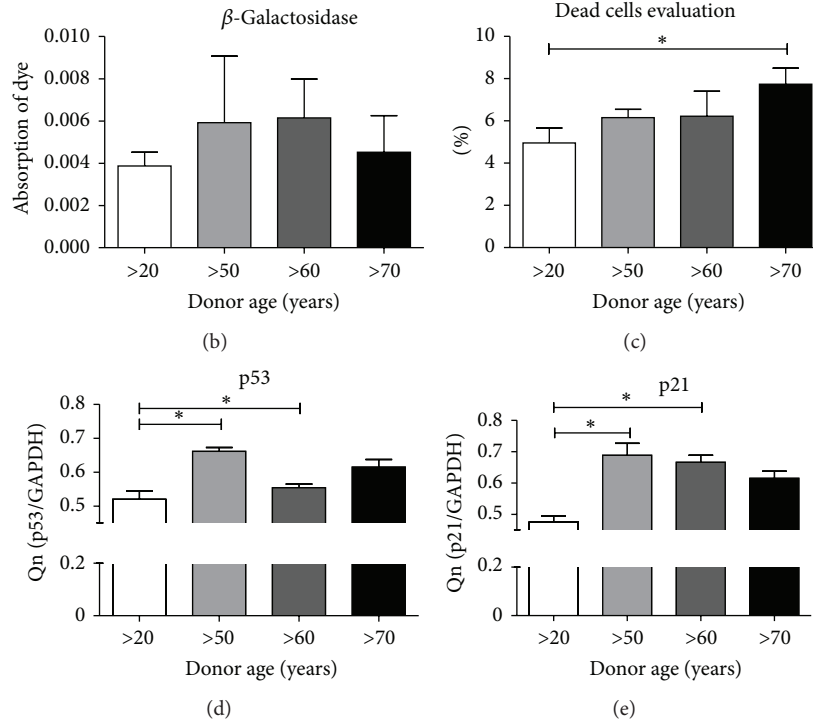 β-Galactosidase
Absorption of dye
0.010
0.008
0.006
0.004
0.002
0.000
>20 >50 >60 >70
Donor age (years)
(b)
Dead cells evaluation
(%)
10
8
6
4
2
0
*
>20 >50 >60 >70
Donor age (years)
(c)
p53
Qn (p53/GAPDH)
0.8
0.7
0.6
0.5
0.2
0
*
*
>20 >50 >60 >70
Donor age (years)
(d)
p21
Qn (p21/GAPDH)
0.8
0.7
0.6
0.5
0.2
0
*
*
>20 >50 >60 >70
Donor age (years)
(e)